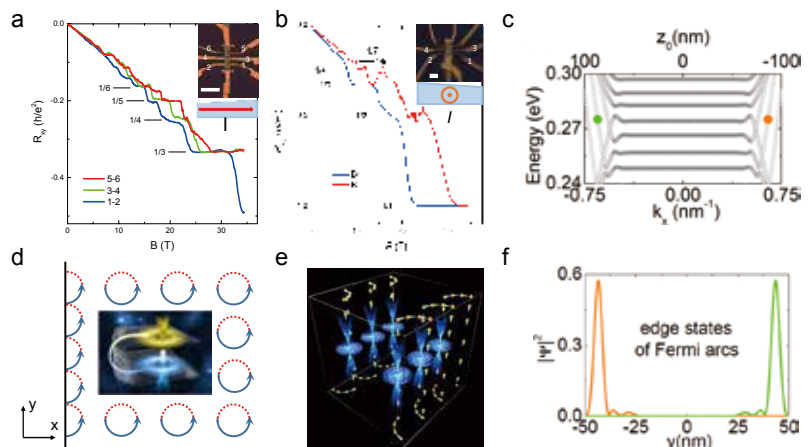 a
R_xy (h/e²)
0.0
-0.2
-0.4
0
10
20
30
B (T)
1/6
1/5
1/4
1/3
5-6
3-4
1-2
6
5
4
3
2
1
I
b
4
3
2
1
I
1/7
c
z₀(nm)
100
0
-100
Energy (eV)
0.30
0.27
0.24
-0.75
0.00
0.75
kₓ (nm⁻¹)
d
y
x
e
f
|Ψ|²
0.6
0.3
0.0
edge states
of Fermi arcs
-50
-25
0
25
50
y(nm)